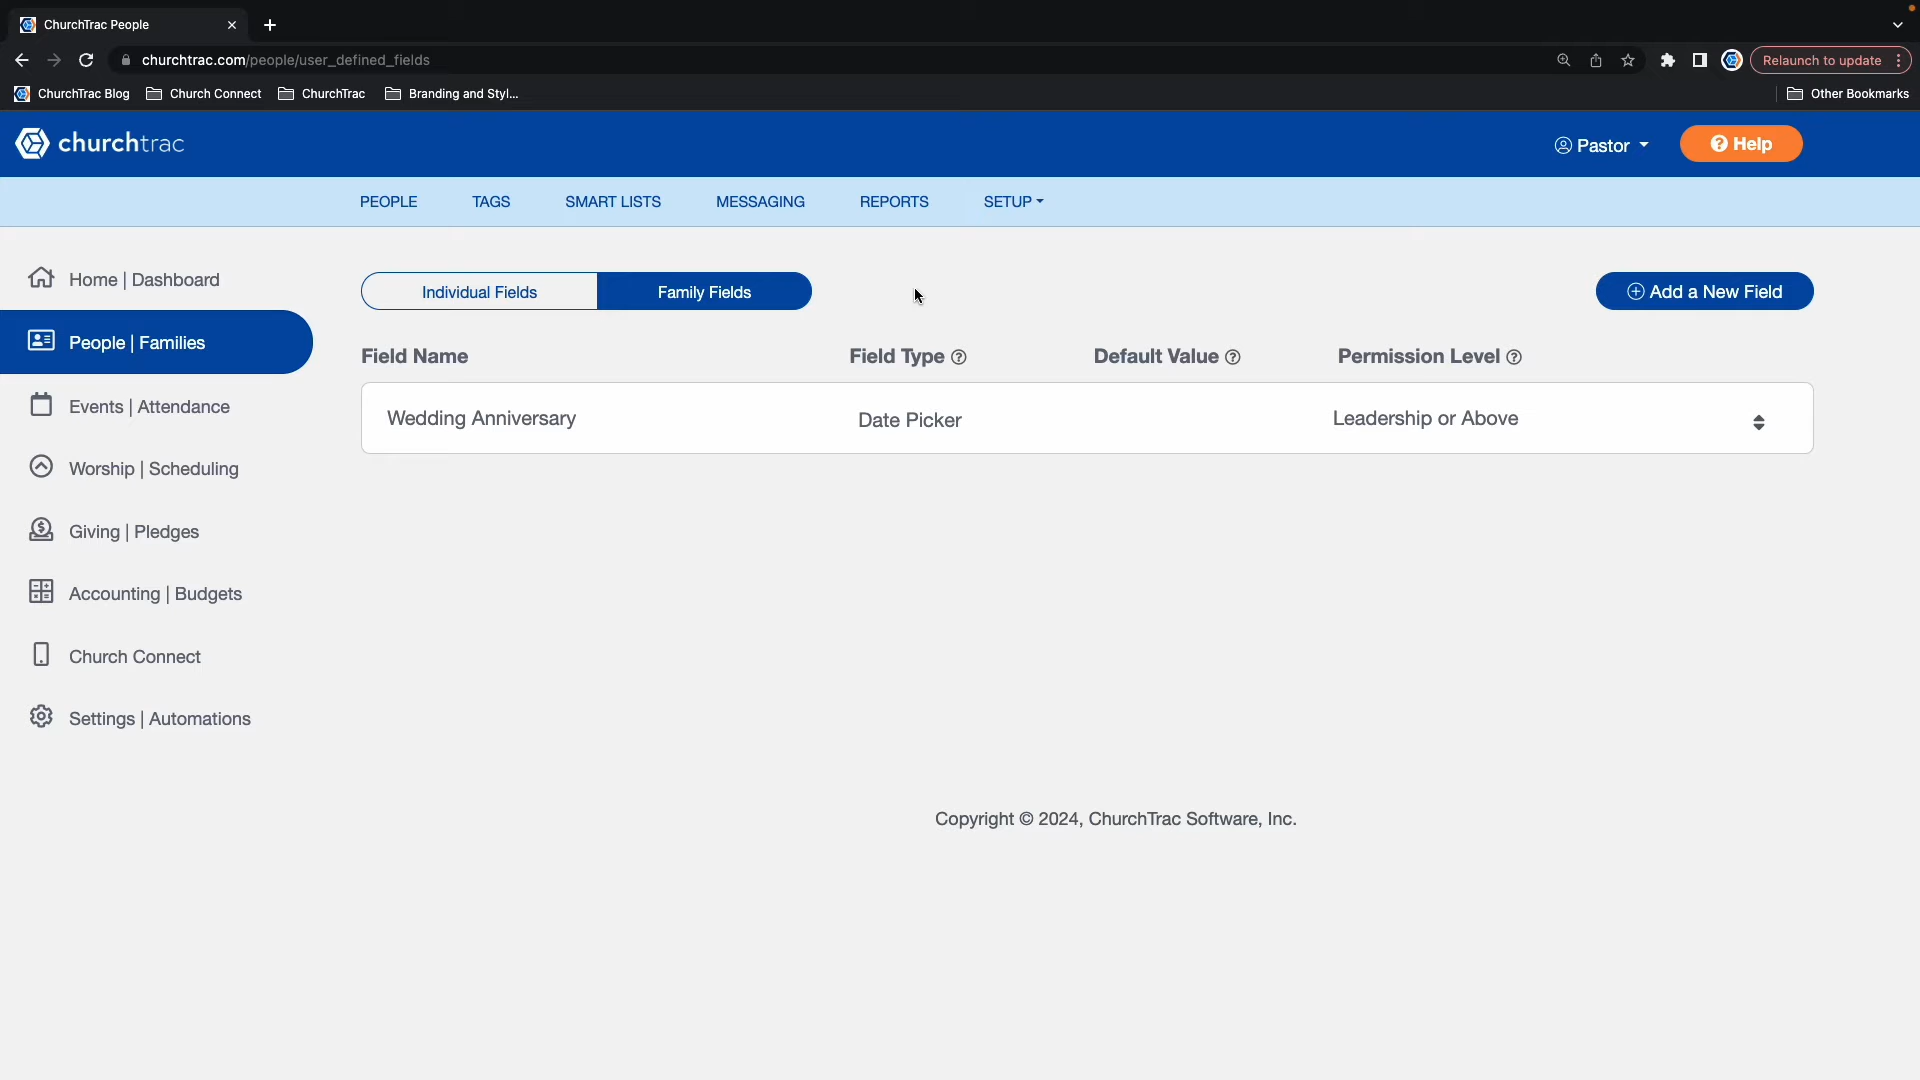 ChurchTrac People
churchtrac.com/people/user_defined_fields
Relaunch to update
ChurchTrac Blog
Church Connect
ChurchTrac
Branding and Styl...
Other Bookmarks
churchtrac
Pastor
Help
PEOPLE
TAGS
SMART LISTS
MESSAGING
REPORTS
SETUP
Home | Dashboard
People | Families
Events | Attendance
Worship | Scheduling
Giving | Pledges
Accounting | Budgets
Church Connect
Settings | Automations
Individual Fields
Family Fields
Add a New Field
Field Name
Field Type
Default Value
Permission Level
Wedding Anniversary
Date Picker
Leadership or Above
Copyright © 2024, ChurchTrac Software, Inc.